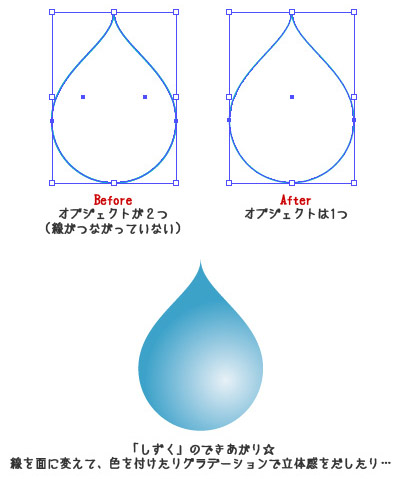 Before
オブジェクトが2つ
(線がつながっていない)
After
オブジェクトは1つ
「しずく」のできあがり☆
線を面に変えて、色を付けたりグラデーションで立体感をだしたり…